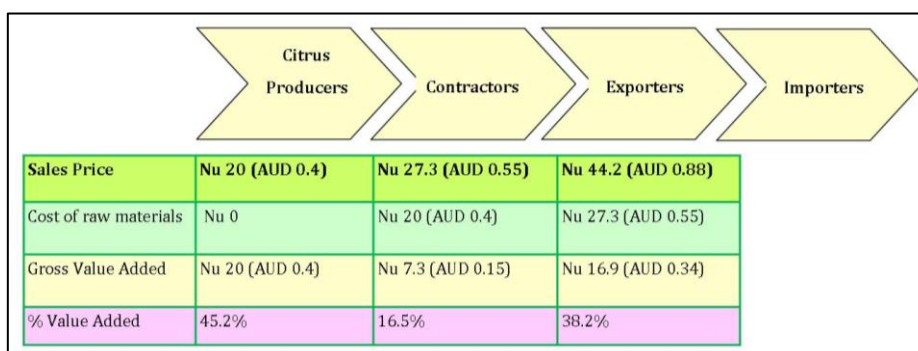 Citrus
Producers
Contractors
Exporters
Importers
Sales Price Nu 20 (AUD 0.4) Nu 27.3 (AUD 0.55) Nu 44.2 (AUD 0.88)
Cost of raw materials Nu 0 Nu 20 (AUD 0.4) Nu 27.3 (AUD 0.55)
Gross Value Added Nu 20 (AUD 0.4) Nu 7.3 (AUD 0.15) Nu 16.9 (AUD 0.34)
% Value Added 45.2% 16.5% 38.2%